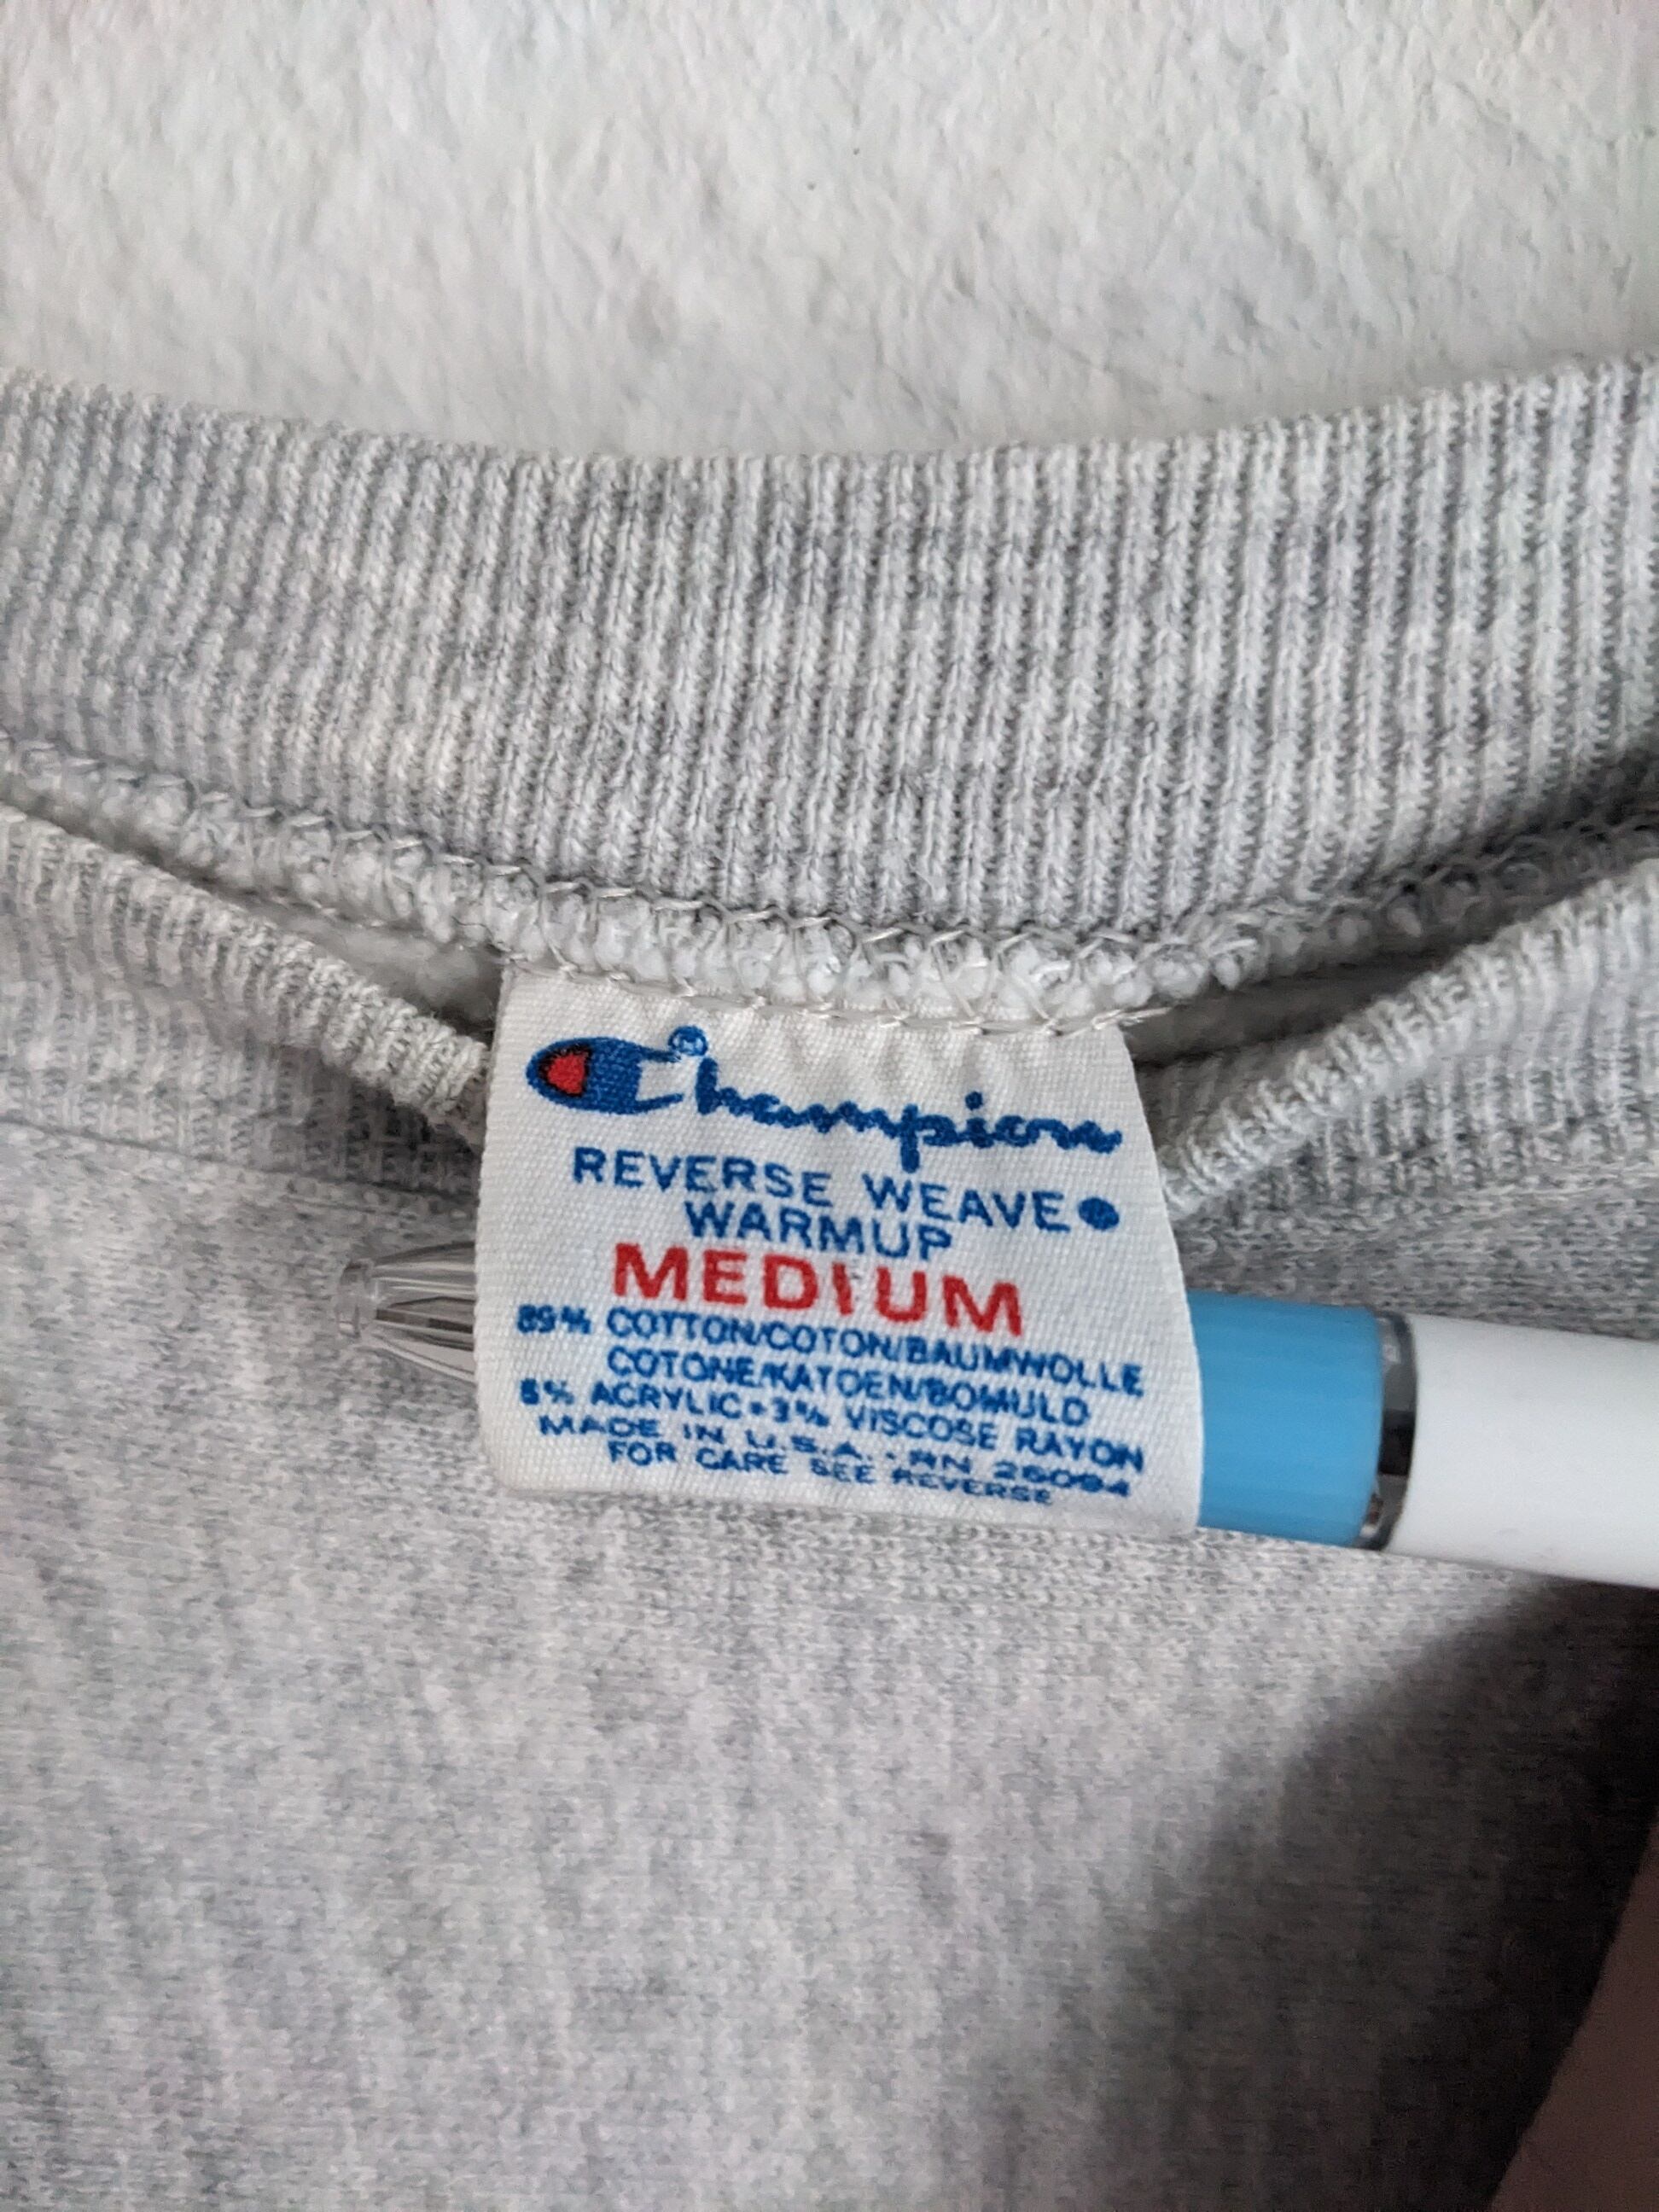 Champion®
REVERSE WEAVE●
WARMUP
MEDIUM
89% COTTON/COTON/BAUMWOLLE
COTONE/KATOEN/BOMULD
8% ACRYLIC•3% VISCOSE RAYON
MADE IN U.S.A. · RN 26094
FOR CARE SEE REVERSE